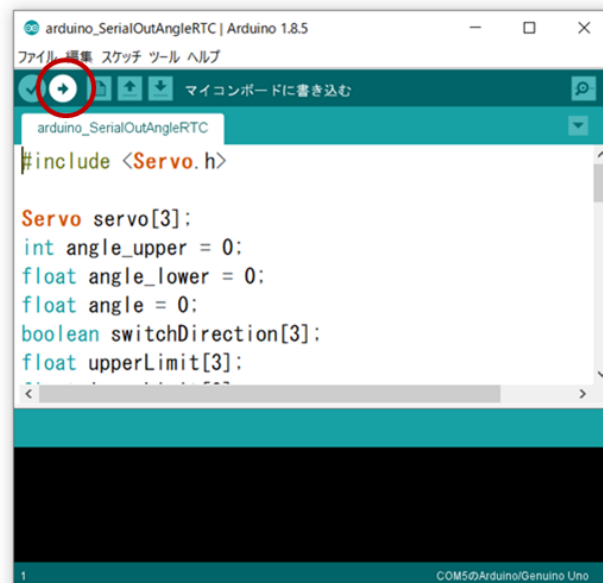 arduino_SerialOutAngleRTC | Arduino 1.8.5
ファイル 編集 スケッチ ツール ヘルプ
マイコンボードに書き込む
arduino_SerialOutAngleRTC
#include <Servo.h>
Servo servo[3];
int angle_upper = 0;
float angle_lower = 0;
float angle = 0;
boolean switchDirection[3];
float upperLimit[3];
1 COM5のArduino/Genuino Uno